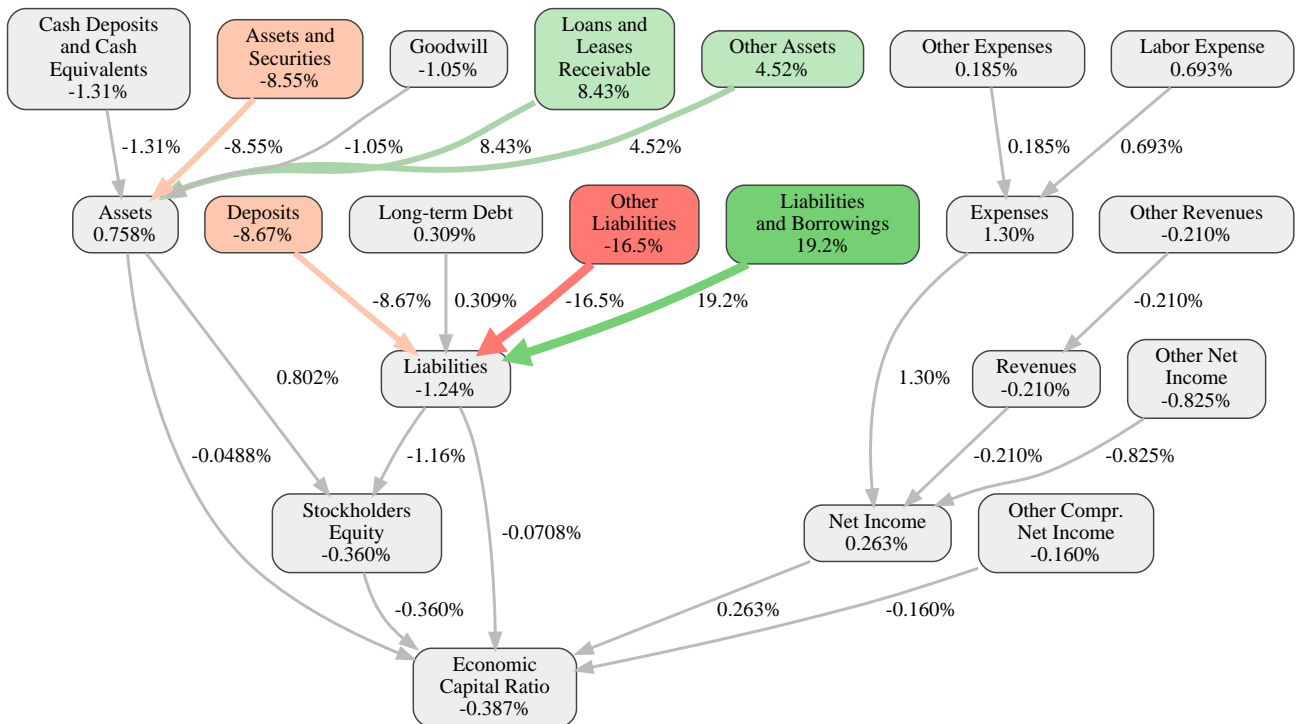 Cash Deposits
and Cash
Equivalents
-1.31%
Assets and
Securities
-8.55%
Goodwill
-1.05%
Loans and
Leases
Receivable
8.43%
Other Assets
4.52%
Other Expenses
0.185%
Labor Expense
0.693%
-1.31%
-8.55%
-1.05%
8.43%
4.52%
0.185%
0.693%
Assets
0.758%
Deposits
-8.67%
Long-term Debt
0.309%
Other
Liabilities
-16.5%
Liabilities
and Borrowings
19.2%
Expenses
1.30%
Other Revenues
-0.210%
-8.67%
0.309%
-16.5%
19.2%
-0.210%
0.802%
Liabilities
-1.24%
1.30%
Revenues
-0.210%
Other Net
Income
-0.825%
-0.0488%
-1.16%
-0.210%
-0.825%
Stockholders
Equity
-0.360%
-0.0708%
Net Income
0.263%
Other Compr.
Net Income
-0.160%
-0.360%
0.263%
-0.160%
Economic
Capital Ratio
-0.387%